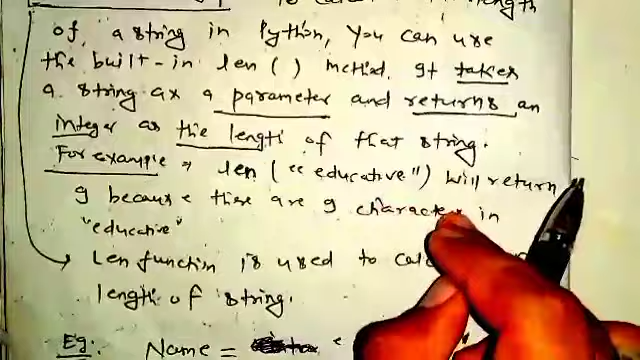 length
of a string in Python, you can use
the built-in len() method. It takes
a string as a parameter and returns an
integer as the length of that string.
For example → len ("educative") will return
9 because there are 9 character in
"educative"
Len function is used to
length of string.
Eg: Name =